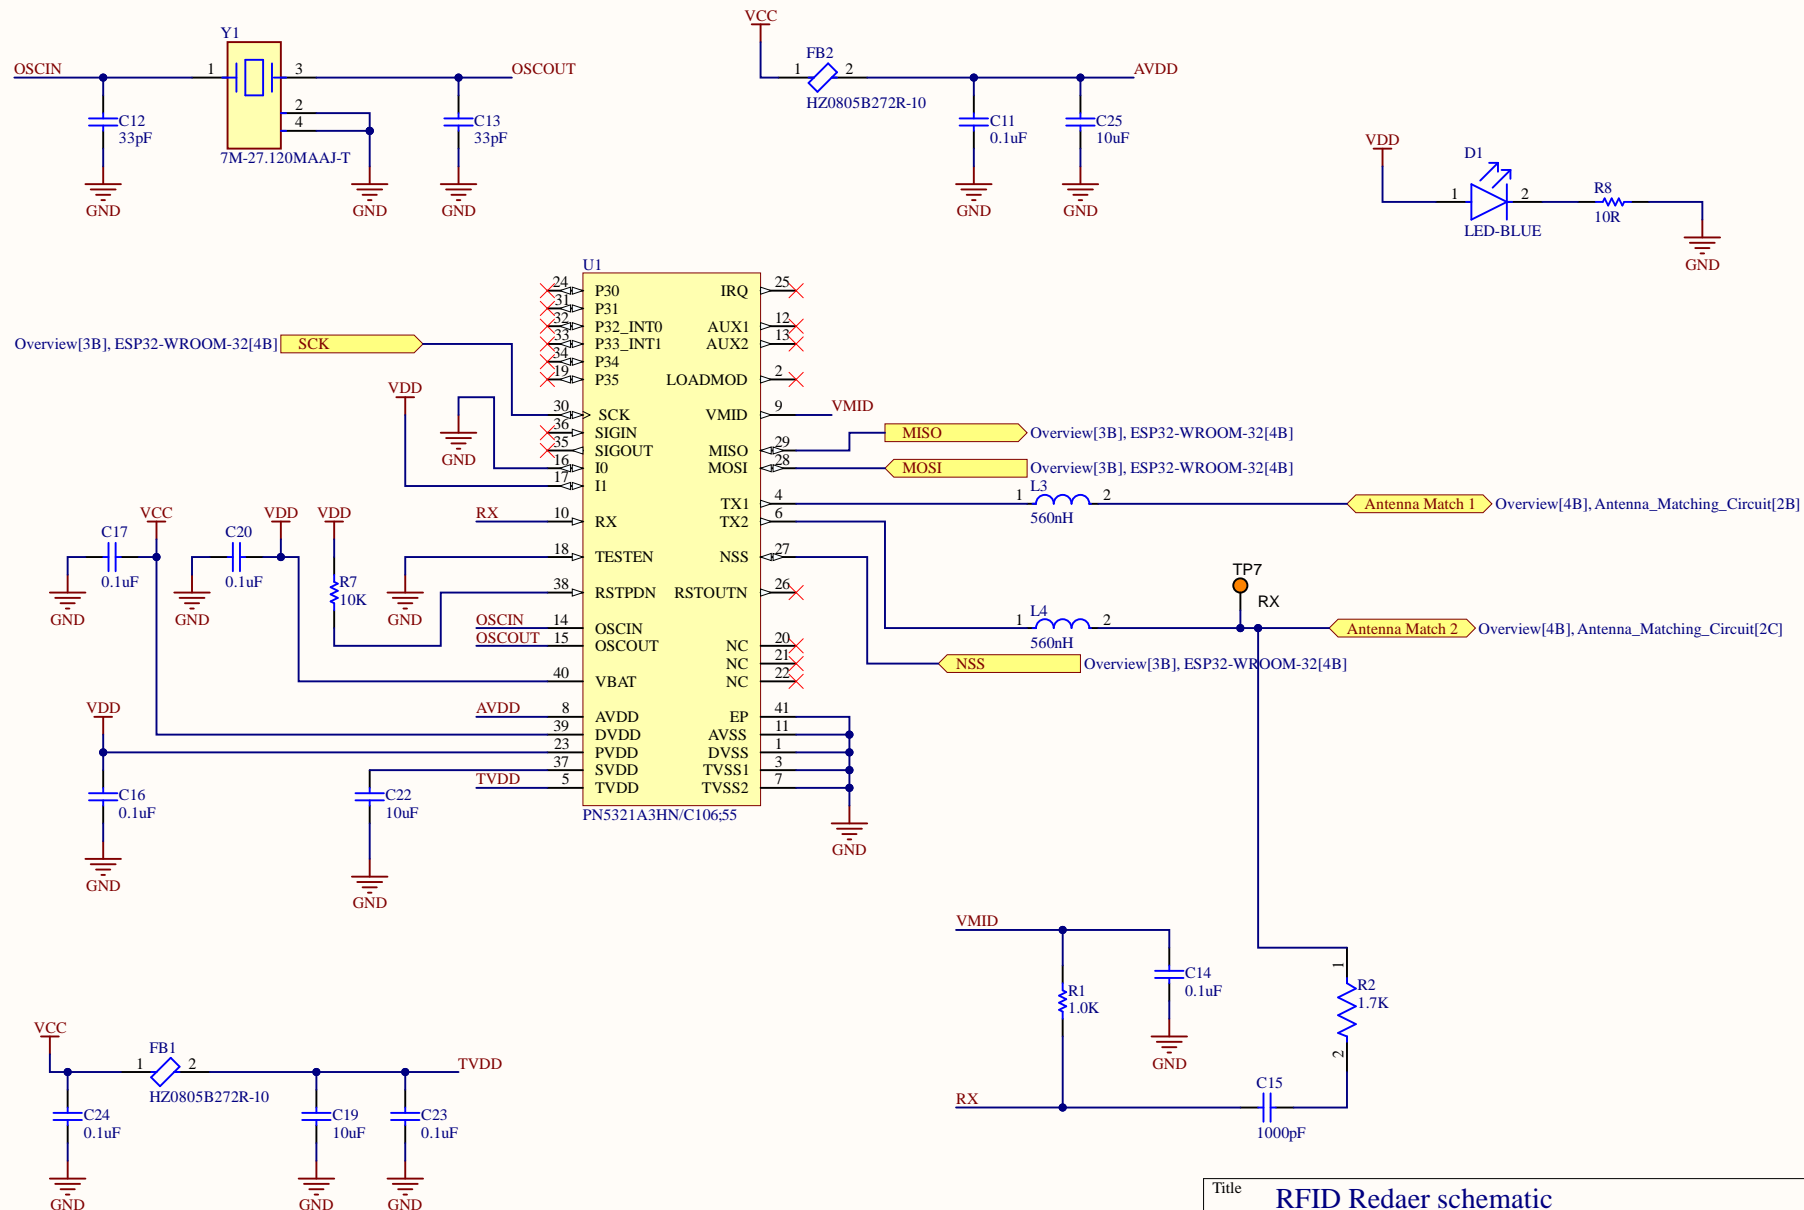 Y1
OSCIN
1
3
OSCOUT
2
4
C12
33pF
C13
33pF
7M-27.120MAAJ-T
GND
GND
GND
VCC
FB2
1
2
AVDD
HZ0805B272R-10
C11
0.1uF
C25
10uF
GND
GND
VDD
D1
1
2
LED-BLUE
R8
10R
GND
U1
24
P30
31
P31
32
P32_INT0
33
P33_INT1
34
P34
19
P35
30
SCK
36
SIGIN
35
SIGOUT
16
I0
17
I1
10
RX
18
TESTEN
38
RSTPDN
14
OSCIN
15
OSCOUT
40
VBAT
8
AVDD
39
DVDD
23
PVDD
37
SVDD
5
TVDD
IRQ
25
AUX1
12
AUX2
13
LOADMOD
2
VMID
9
MISO
29
MOSI
28
TX1
4
TX2
6
NSS
27
RSTOUTN
26
NC
20
NC
21
NC
22
EP
41
AVSS
11
DVSS
1
TVSS1
3
TVSS2
7
PN5321A3HN/C106;55
Overview[3B], ESP32-WROOM-32[4B]
SCK
VDD
GND
RX
VCC
C17
0.1uF
GND
VDD
C20
0.1uF
GND
VDD
R7
10K
GND
OSCIN
OSCOUT
AVDD
TVDD
VDD
C16
0.1uF
GND
C22
10uF
GND
VMID
MISO
Overview[3B], ESP32-WROOM-32[4B]
MOSI
Overview[3B], ESP32-WROOM-32[4B]
L3
1
2
560nH
Antenna Match 1
Overview[4B], Antenna_Matching_Circuit[2B]
TP7
RX
L4
1
2
560nH
Antenna Match 2
Overview[4B], Antenna_Matching_Circuit[2C]
NSS
Overview[3B], ESP32-WROOM-32[4B]
GND
VMID
R1
1.0K
C14
0.1uF
GND
1
R2
1.7K
2
RX
C15
1000pF
VCC
FB1
1
2
TVDD
HZ0805B272R-10
C24
0.1uF
C19
10uF
C23
0.1uF
GND
GND
GND
Title
RFID Redaer schematic